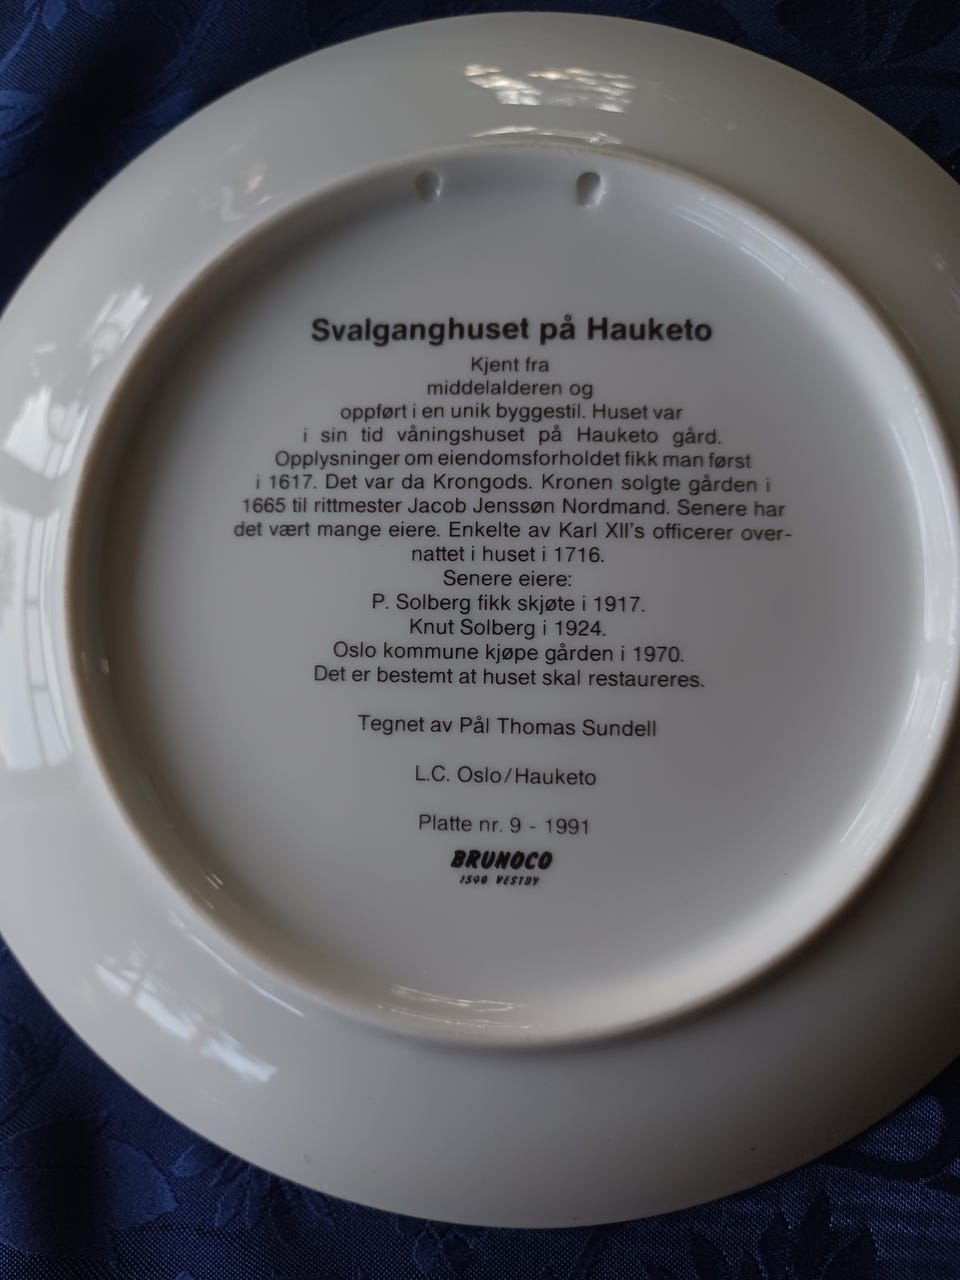 Svalganghuset på Hauketo
Kjent fra
middelalderen og
oppført i en unik byggestil. Huset var
i sin tid våningshuset på Hauketo gård.
Opplysninger om eiendomsforholdet fikk man først
i 1617. Det var da Krongods. Kronen solgte gården i
1665 til rittmester Jacob Jenssøn Nordmand. Senere har
det vært mange eiere. Enkelte av Karl XII's officerer over-
nattet i huset i 1716.
Senere eiere:
P. Solberg fikk skjøte i 1917.
Knut Solberg i 1924.
Oslo kommune kjøpe gården i 1970.
Det er bestemt at huset skal restaureres.
Tegnet av Pål Thomas Sundell
L.C. Oslo/Hauketo
Platte nr. 9 - 1991
BRUNOCO
1500 VESTBY